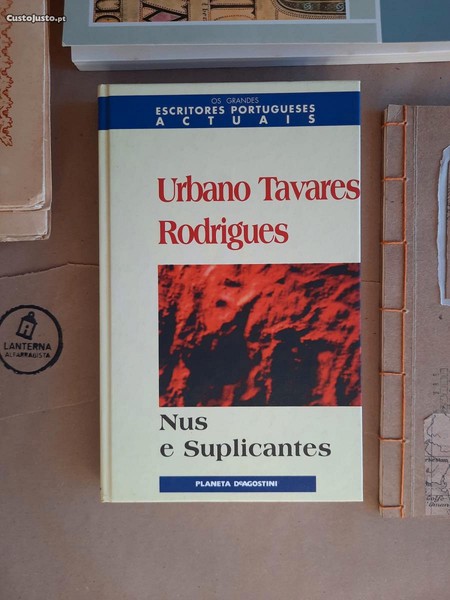 CustoJusto.pt
OS GRANDES
ESCRITORES PORTUGUESES
ACTUAIS
Urbano Tavares
Rodrigues
LANTERNA
ALFARRABISTA
Nus
e Suplicantes
PLANETA DEAGOSTINI